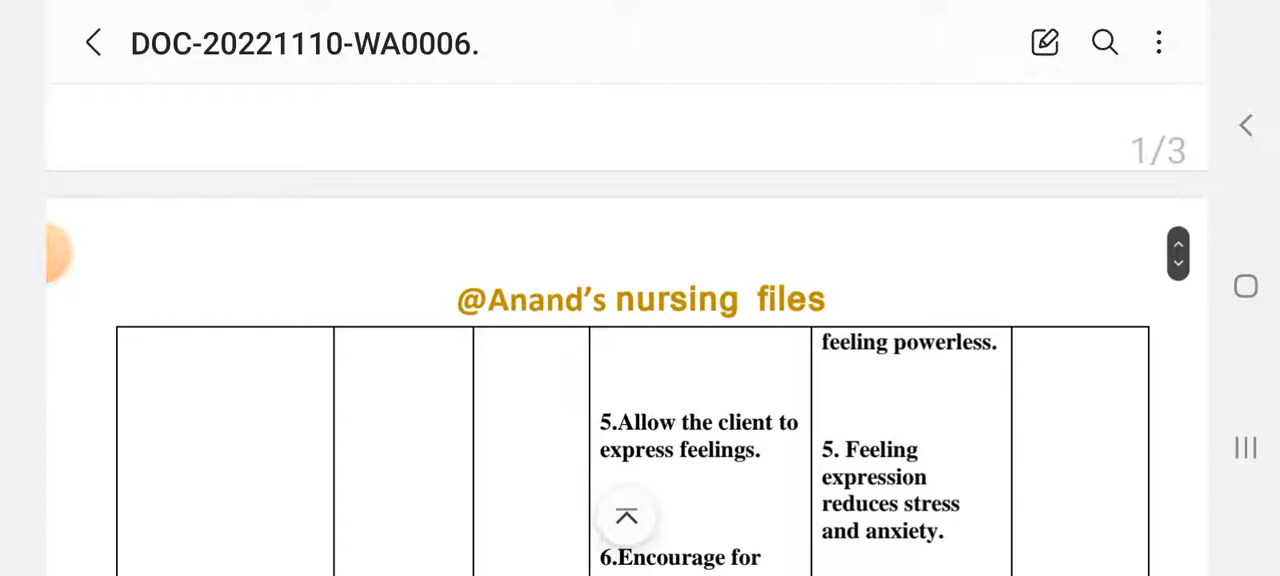 DOC-20221110-WA0006.
1/3
@Anand's nursing files
feeling powerless.
5.Allow the client to
express feelings.
5. Feeling
expression
reduces stress
and anxiety.
6.Encourage for